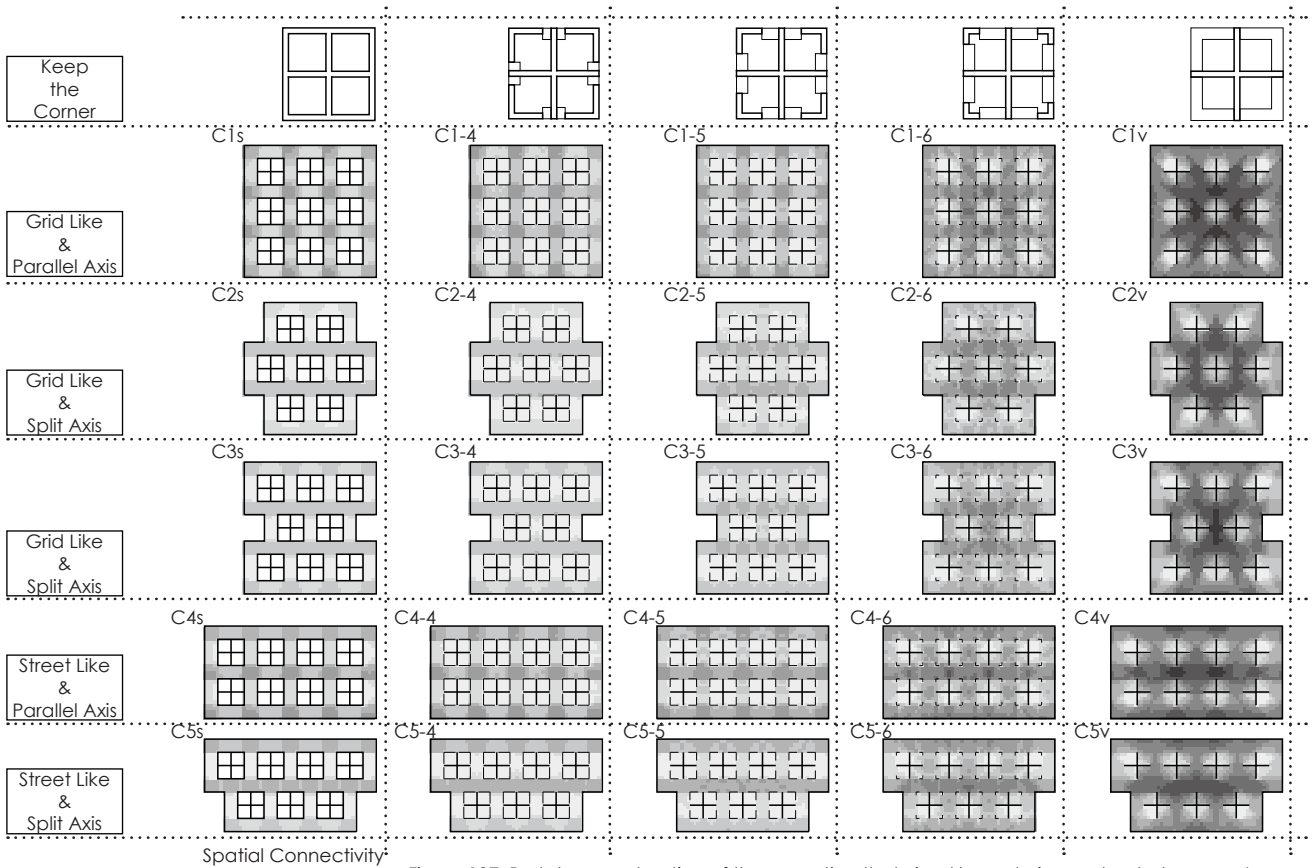 Keep
the
Corner
C1s
C1-4
C1-5
C1-6
C1v
Grid Like
&
Parallel Axis
C2s
C2-4
C2-5
C2-6
C2v
Grid Like
&
Split Axis
C3s
C3-4
C3-5
C3-6
C3v
Grid Like
&
Split Axis
C4s
C4-4
C4-5
C4-6
C4v
Street Like
&
Parallel Axis
C5s
C5-4
C5-5
C5-6
C5v
Street Like
&
Split Axis
Spatial Connectivity